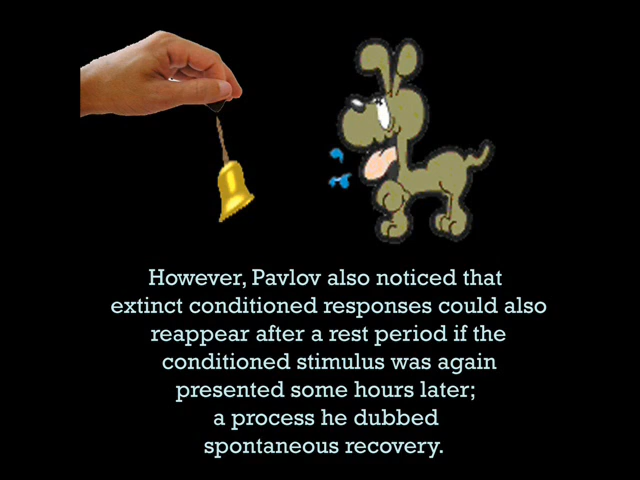 However, Pavlov also noticed that
extinct conditioned responses could also
reappear after a rest period if the
conditioned stimulus was again
presented some hours later;
a process he dubbed
spontaneous recovery.